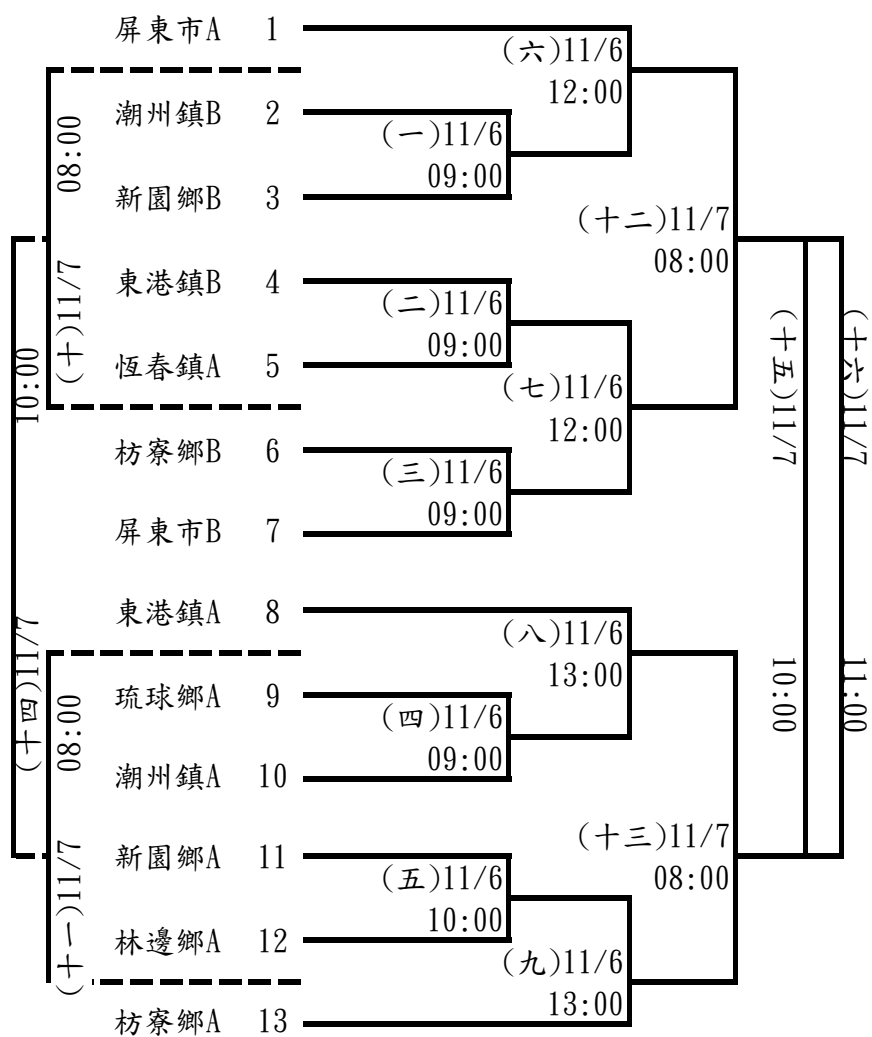 屏東市A 1
(六)11/6
12:00
潮州鎮B 2
(一)11/6
09:00
新園鄉B 3
08:00
(十)11/7
(十二)11/7
08:00
東港鎮B 4
(二)11/6
09:00
恆春鎮A 5
(七)11/6
12:00
枋寮鄉B 6
(三)11/6
09:00
屏東市B 7
(十四)11/7
10:00
(十五)11/7
10:00
(十六)11/7
11:00
東港鎮A 8
(八)11/6
13:00
琉球鄉A 9
(四)11/6
09:00
潮州鎮A 10
08:00
(十一)11/7
(十三)11/7
08:00
新園鄉A 11
(五)11/6
10:00
林邊鄉A 12
(九)11/6
13:00
枋寮鄉A 13